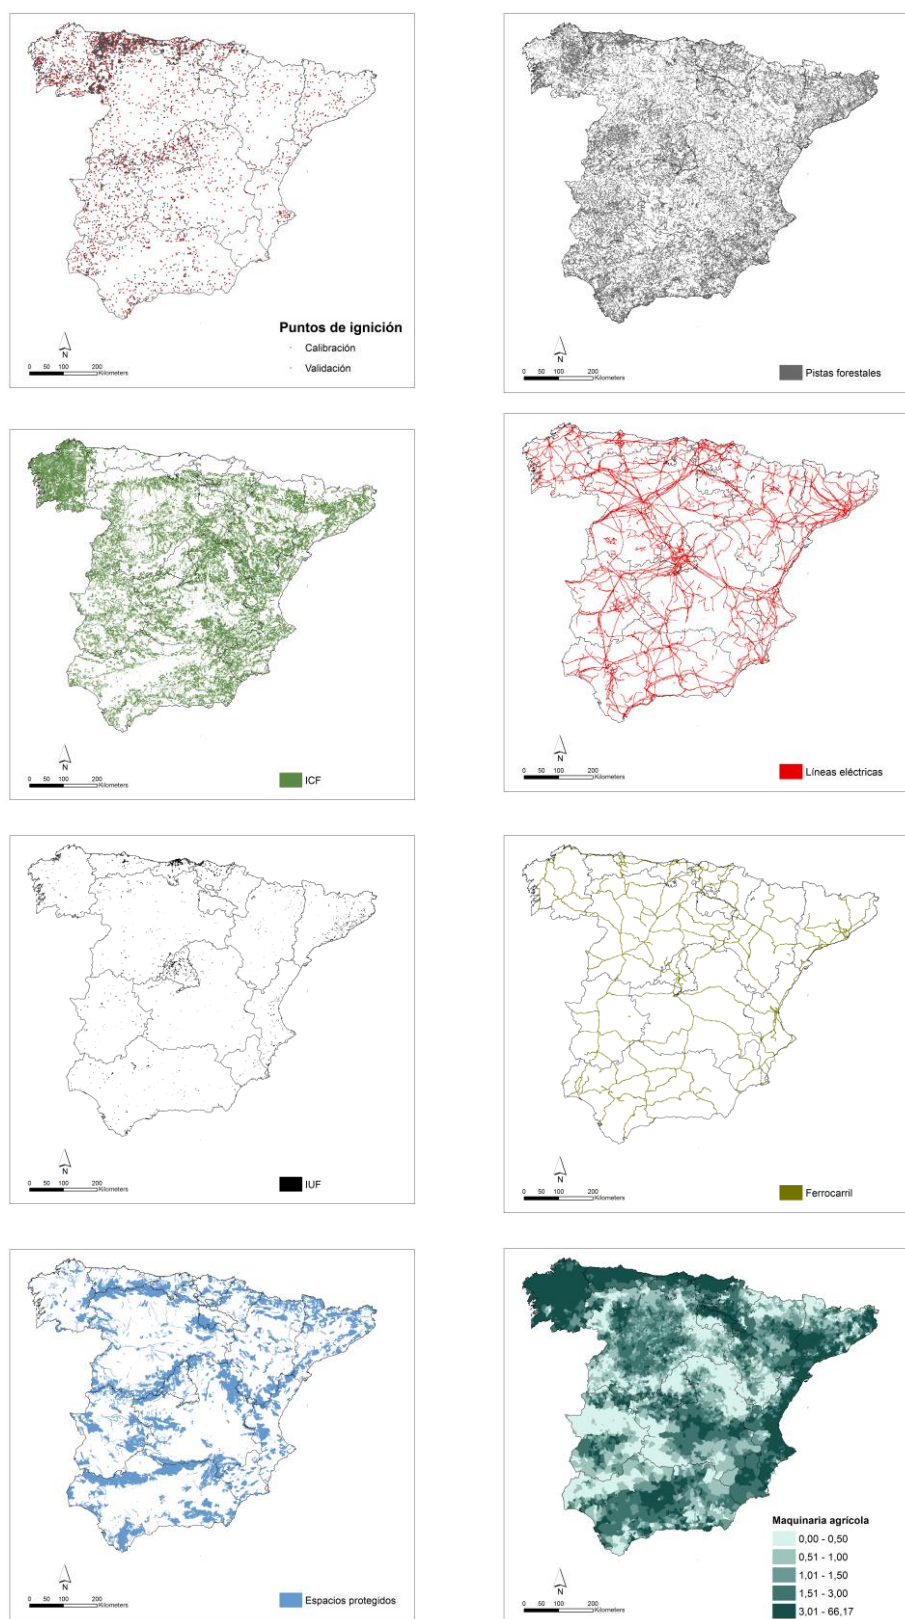 Puntos de ignición
Calibración
Validación
N
0 50 100 200
Kilometers
N
0 50 100 200
Kilometers
Pistas forestales
N
0 50 100 200
Kilometers
ICF
N
0 50 100 200
Kilometers
Líneas eléctricas
N
0 50 100 200
Kilometers
IUF
N
0 50 100 200
Kilometers
Ferrocarril
N
0 50 100 200
Kilometers
Espacios protegidos
Maquinaria agrícola
0,00 - 0,50
0,51 - 1,00
1,01 - 1,50
1,51 - 3,00
3,01 - 66,17
N
0 50 100 200
Kilometers